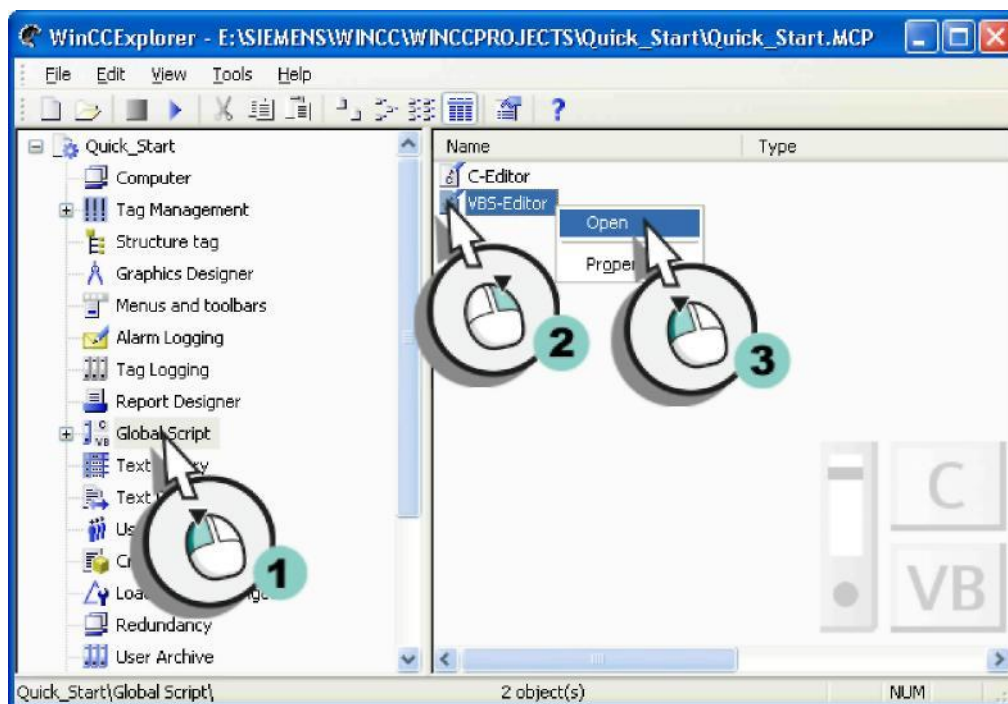 WinCCExplorer - E:\SIEMENS\WINCC\WINCCPROJECTS\Quick_Start\Quick_Start.MCP
File Edit View Tools Help
Quick_Start
Computer
Tag Management
Structure tag
Graphics Designer
Menus and toolbars
Alarm Logging
Tag Logging
Report Designer
Global Script
Text
Text
Redundancy
User Archive
Name Type
C-Editor
VBS-Editor
Open
1
2
3
C
VB
Quick_Start\Global Script\ 2 object(s) NUM